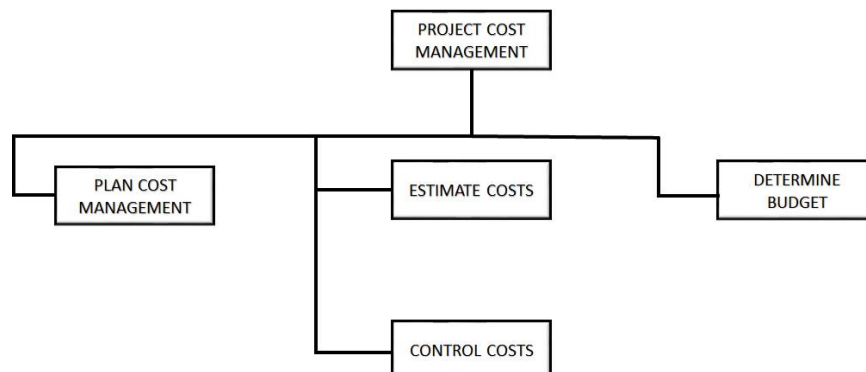 PROJECT COST
MANAGEMENT
PLAN COST
MANAGEMENT
ESTIMATE COSTS
DETERMINE
BUDGET
CONTROL COSTS